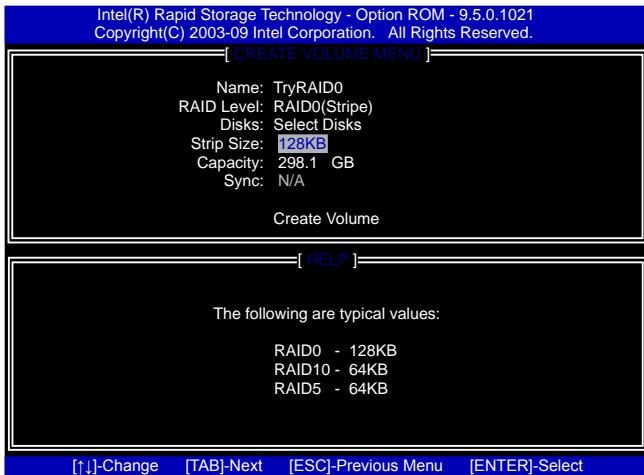 Intel(R) Rapid Storage Technology - Option ROM - 9.5.0.1021
Copyright(C) 2003-09 Intel Corporation. All Rights Reserved.
[ CREATE VOLUME MENU ]
Name: TryRAID0
RAID Level: RAID0(Stripe)
Disks: Select Disks
Strip Size: 128KB
Capacity: 298.1 GB
Sync: N/A
Create Volume
[ HELP ]
The following are typical values:
RAID0 - 128KB
RAID10 - 64KB
RAID5 - 64KB
[↑↓]-Change [TAB]-Next [ESC]-Previous Menu [ENTER]-Select